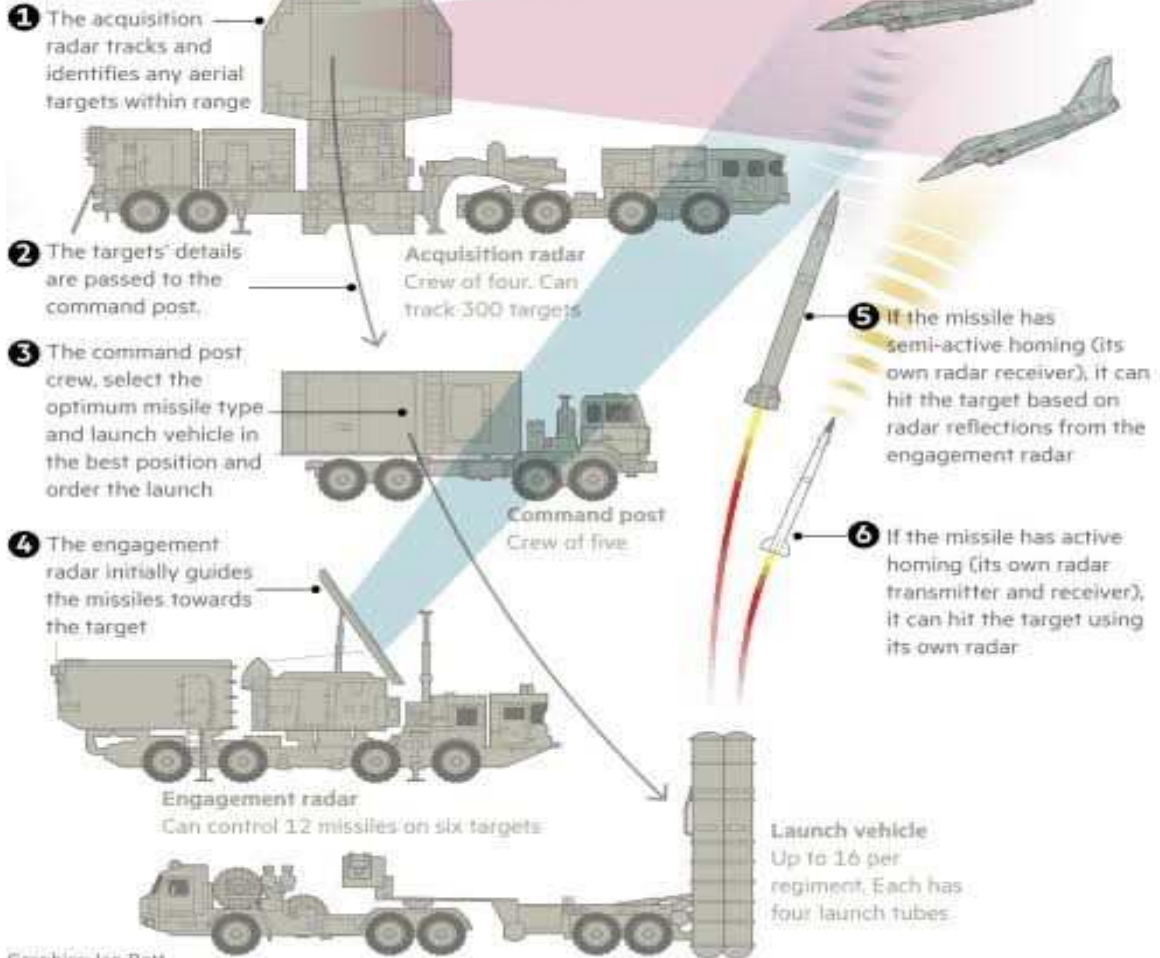 1 The acquisition
radar tracks and
identifies any aerial
targets within range
Acquisition radar
Crew of four. Can
track 300 targets
2 The targets' details
are passed to the
command post.
3 The command post
crew, select the
optimum missile type
and launch vehicle in
the best position and
order the launch
Command post
Crew of five
4 The engagement
radar initially guides
the missiles towards
the target
Engagement radar
Can control 12 missiles on six targets
5 If the missile has
semi-active homing (its
own radar receiver), it can
hit the target based on
radar reflections from the
engagement radar
6 If the missile has active
homing (its own radar
transmitter and receiver),
it can hit the target using
its own radar
Launch vehicle
Up to 16 per
regiment. Each has
four launch tubes